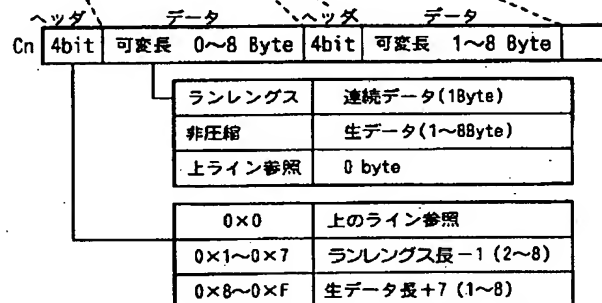 ヘッダ データ ヘッダ データ
Cn 4bit 可変長 0～8 Byte 4bit 可変長 1～8 Byte
ランレングス 連続データ(1Byte)
非圧縮 生データ(1～8Byte)
上ライン参照 0 byte
0×0 上のライン参照
0×1～0×7 ランレングス長－1 (2～8)
0×8～0×F 生データ長＋7 (1～8)